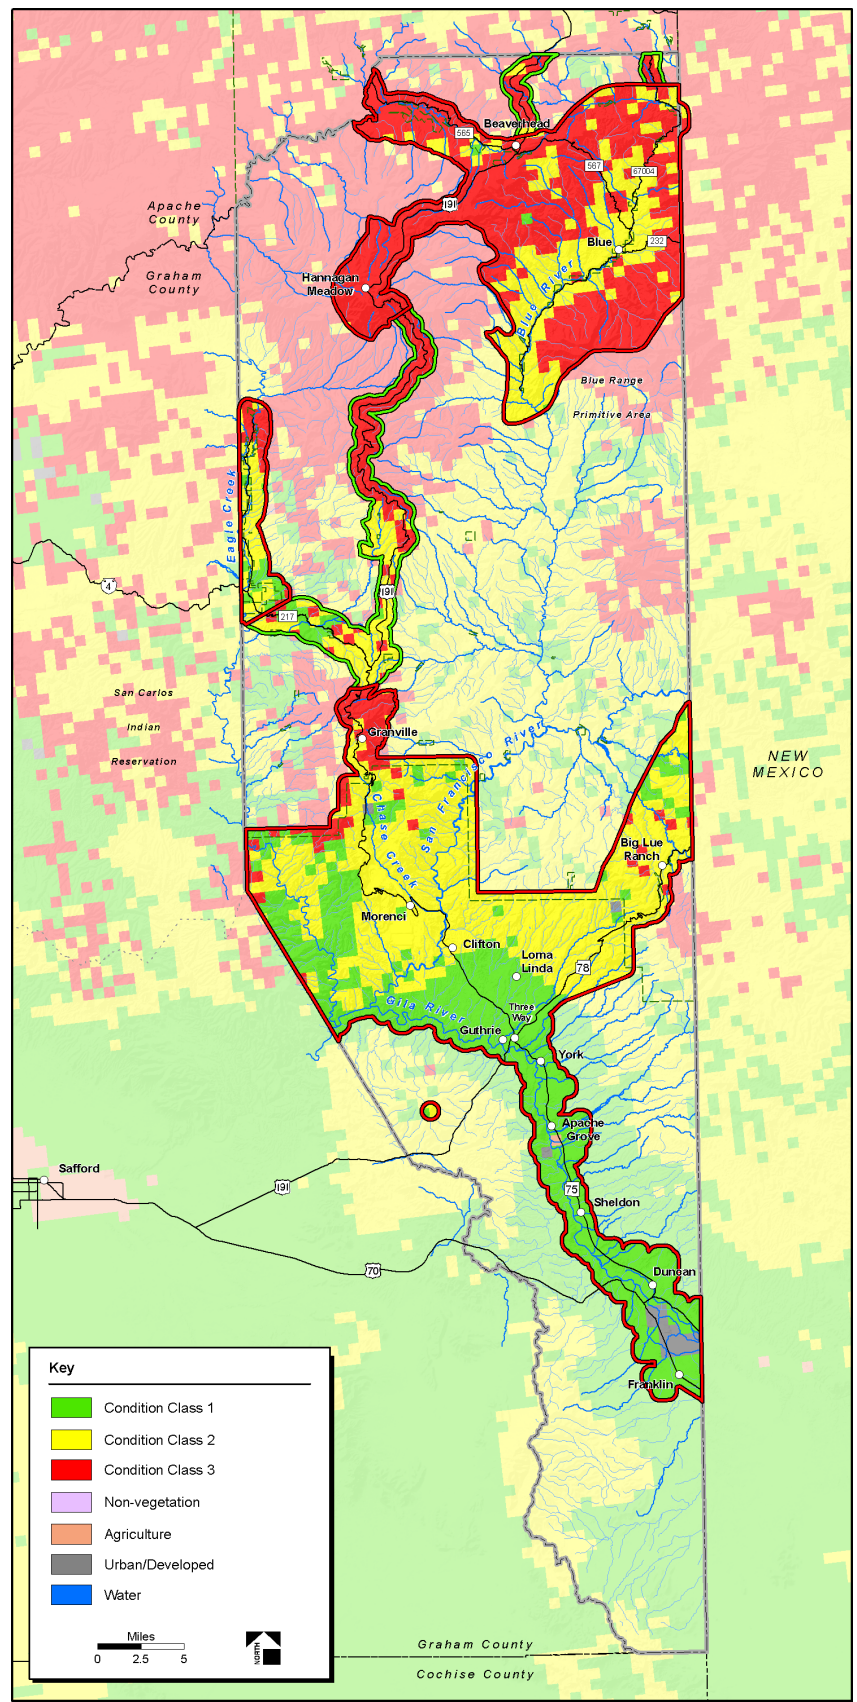 Beaverhead
565
567
67004
191
Apache
County
Blue
232
Graham
County
Hannagan
Meadow
Blue River
Blue Range
Primitive Area
Eagle Creek
4
191
217
San Carlos
Indian
Reservation
Granville
San Francisco River
NEW
MEXICO
Chase Creek
Big Lue
Ranch
Morenci
Clifton
Loma
Linda
78
Gila River
Three
Way
Guthrie
York
Apache
Grove
Safford
191
75
Sheldon
70
Duncan
Franklin
Key
Condition Class 1
Condition Class 2
Condition Class 3
Non-vegetation
Agriculture
Urban/Developed
Water
Miles
0 2.5 5
NORTH
Graham County
Cochise County